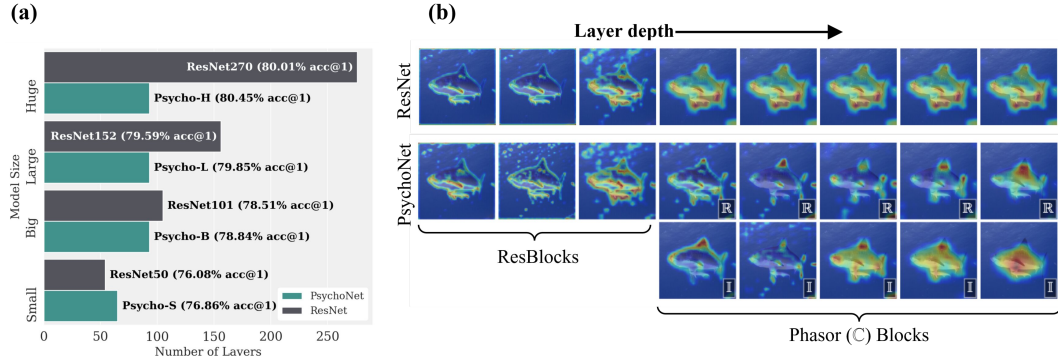 (a)
ResNet270 (80.01% acc@1)
Psycho-H (80.45% acc@1)
ResNet152 (79.59% acc@1)
Psycho-L (79.85% acc@1)
ResNet101 (78.51% acc@1)
Psycho-B (78.84% acc@1)
ResNet50 (76.08% acc@1)
Psycho-S (76.86% acc@1)
Huge
Large
Big
Small
Model Size
PsychoNet
ResNet
0 50 100 150 200 250
Number of Layers
(b)
Layer depth
ResNet
PsychoNet
ℝ ℝ ℝ ℝ ℝ
𝕀 𝕀 𝕀 𝕀 𝕀
ResBlocks
Phasor (ℂ) Blocks